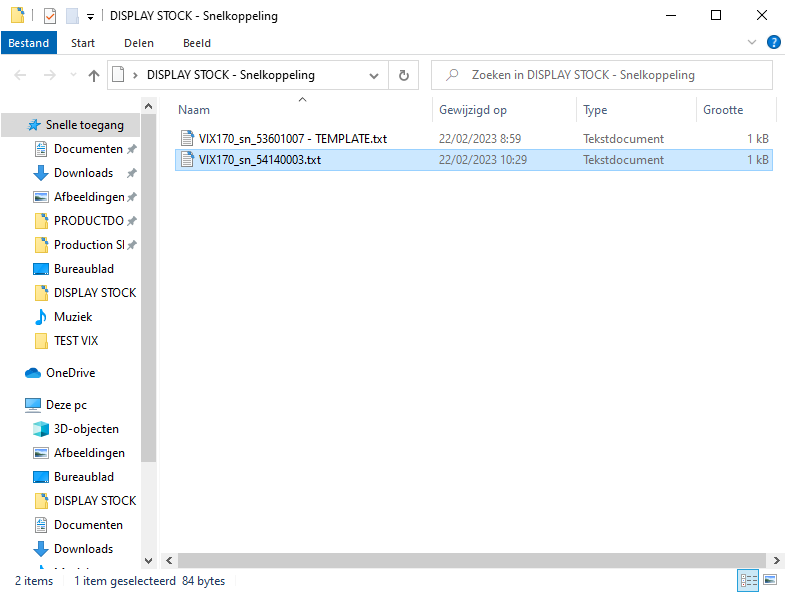 DISPLAY STOCK - Snelkoppeling
Bestand Start Delen Beeld
DISPLAY STOCK - Snelkoppeling
Zoeken in DISPLAY STOCK - Snelkoppeling
Snelle toegang
Documenten
Downloads
Afbeeldingen
PRODUCTDO
Production Sl
Bureaublad
DISPLAY STOCK
Muziek
TEST VIX
OneDrive
Deze pc
3D-objecten
Afbeeldingen
Bureaublad
DISPLAY STOCK
Documenten
Downloads
Naam Gewijzigd op Type Grootte
VIX170_sn_53601007 - TEMPLATE.txt 22/02/2023 8:59 Tekstdocument 1 kB
VIX170_sn_54140003.txt 22/02/2023 10:29 Tekstdocument 1 kB
2 items 1 item geselecteerd 84 bytes